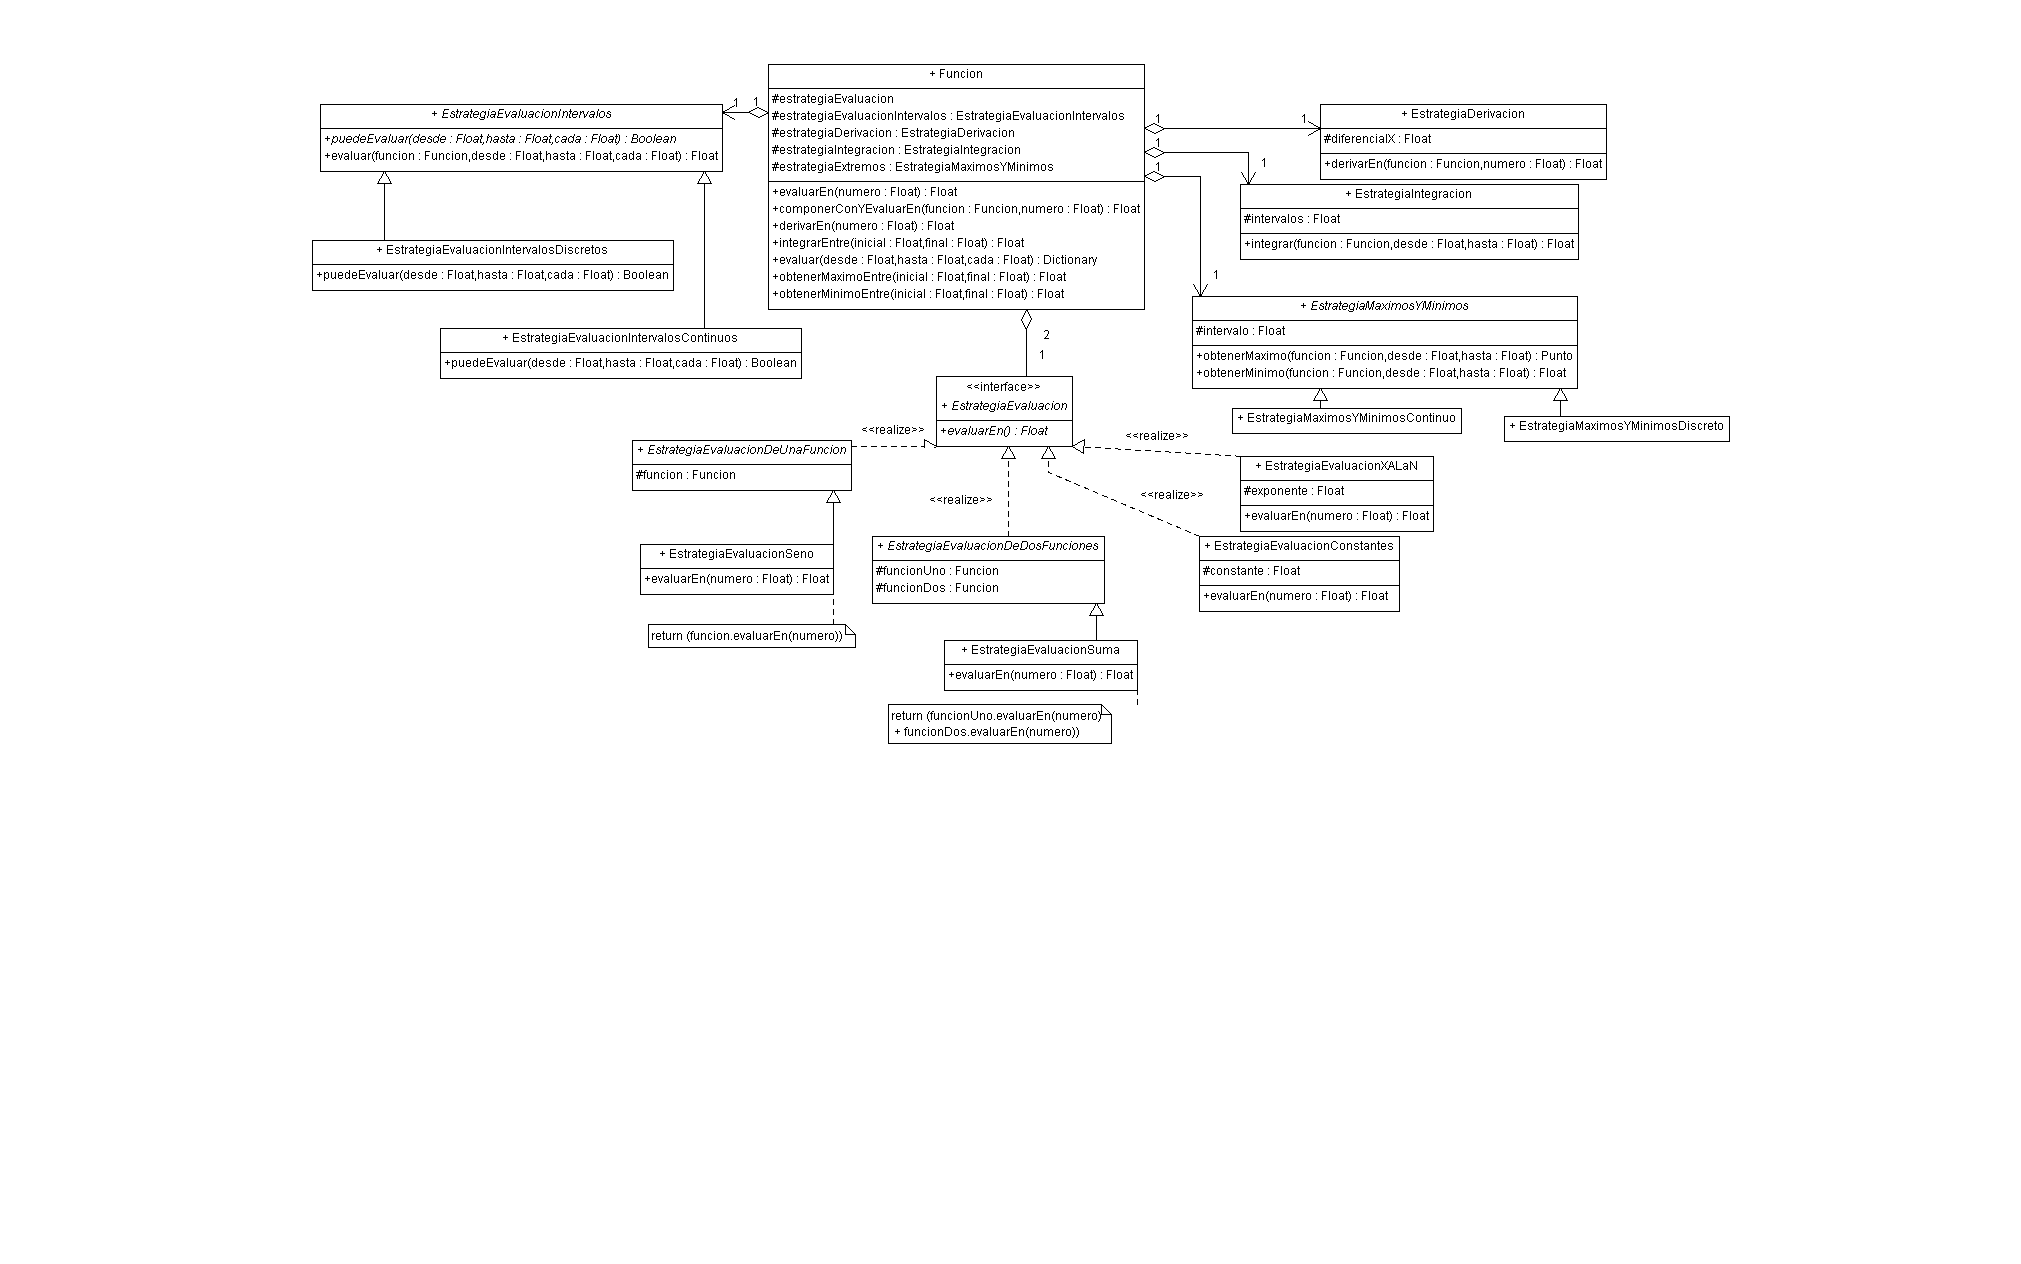 + Funcion
#estrategiaEvaluacion
#estrategiaEvaluacionIntervalos : EstrategiaEvaluacionIntervalos
#estrategiaDerivacion : EstrategiaDerivacion
#estrategiaIntegracion : EstrategiaIntegracion
#estrategiaExtremos : EstrategiaMaximosYMinimos
+evaluarEn(numero : Float) : Float
+componerConYEvaluarEn(funcion : Funcion,numero : Float) : Float
+derivarEn(numero : Float) : Float
+integrarEntre(inicial : Float,final : Float) : Float
+evaluar(desde : Float,hasta : Float,cada : Float) : Dictionary
+obtenerMaximoEntre(inicial : Float,final : Float) : Float
+obtenerMinimoEntre(inicial : Float,final : Float) : Float
1
1
+ EstrategiaEvaluacionIntervalos
+puedeEvaluar(desde : Float,hasta : Float,cada : Float) : Boolean
+evaluar(funcion : Funcion,desde : Float,hasta : Float,cada : Float) : Float
+ EstrategiaEvaluacionIntervalosDiscretos
+puedeEvaluar(desde : Float,hasta : Float,cada : Float) : Boolean
+ EstrategiaEvaluacionIntervalosContinuos
+puedeEvaluar(desde : Float,hasta : Float,cada : Float) : Boolean
1
1
+ EstrategiaDerivacion
#diferencialX : Float
+derivarEn(funcion : Funcion,numero : Float) : Float
1
1
+ EstrategiaIntegracion
#intervalos : Float
+integrar(funcion : Funcion,desde : Float,hasta : Float) : Float
1
1
+ EstrategiaMaximosYMinimos
#intervalo : Float
+obtenerMaximo(funcion : Funcion,desde : Float,hasta : Float) : Punto
+obtenerMinimo(funcion : Funcion,desde : Float,hasta : Float) : Float
+ EstrategiaMaximosYMinimosContinuo
+ EstrategiaMaximosYMinimosDiscreto
2
1
<<interface>>
+ EstrategiaEvaluacion
+evaluarEn() : Float
<<realize>>
<<realize>>
<<realize>>
<<realize>>
+ EstrategiaEvaluacionDeUnaFuncion
#funcion : Funcion
+ EstrategiaEvaluacionSeno
+evaluarEn(numero : Float) : Float
return (funcion.evaluarEn(numero))
+ EstrategiaEvaluacionDeDosFunciones
#funcionUno : Funcion
#funcionDos : Funcion
+ EstrategiaEvaluacionSuma
+evaluarEn(numero : Float) : Float
return (funcionUno.evaluarEn(numero)
+ funcionDos.evaluarEn(numero))
+ EstrategiaEvaluacionXALaN
#exponente : Float
+evaluarEn(numero : Float) : Float
+ EstrategiaEvaluacionConstantes
#constante : Float
+evaluarEn(numero : Float) : Float